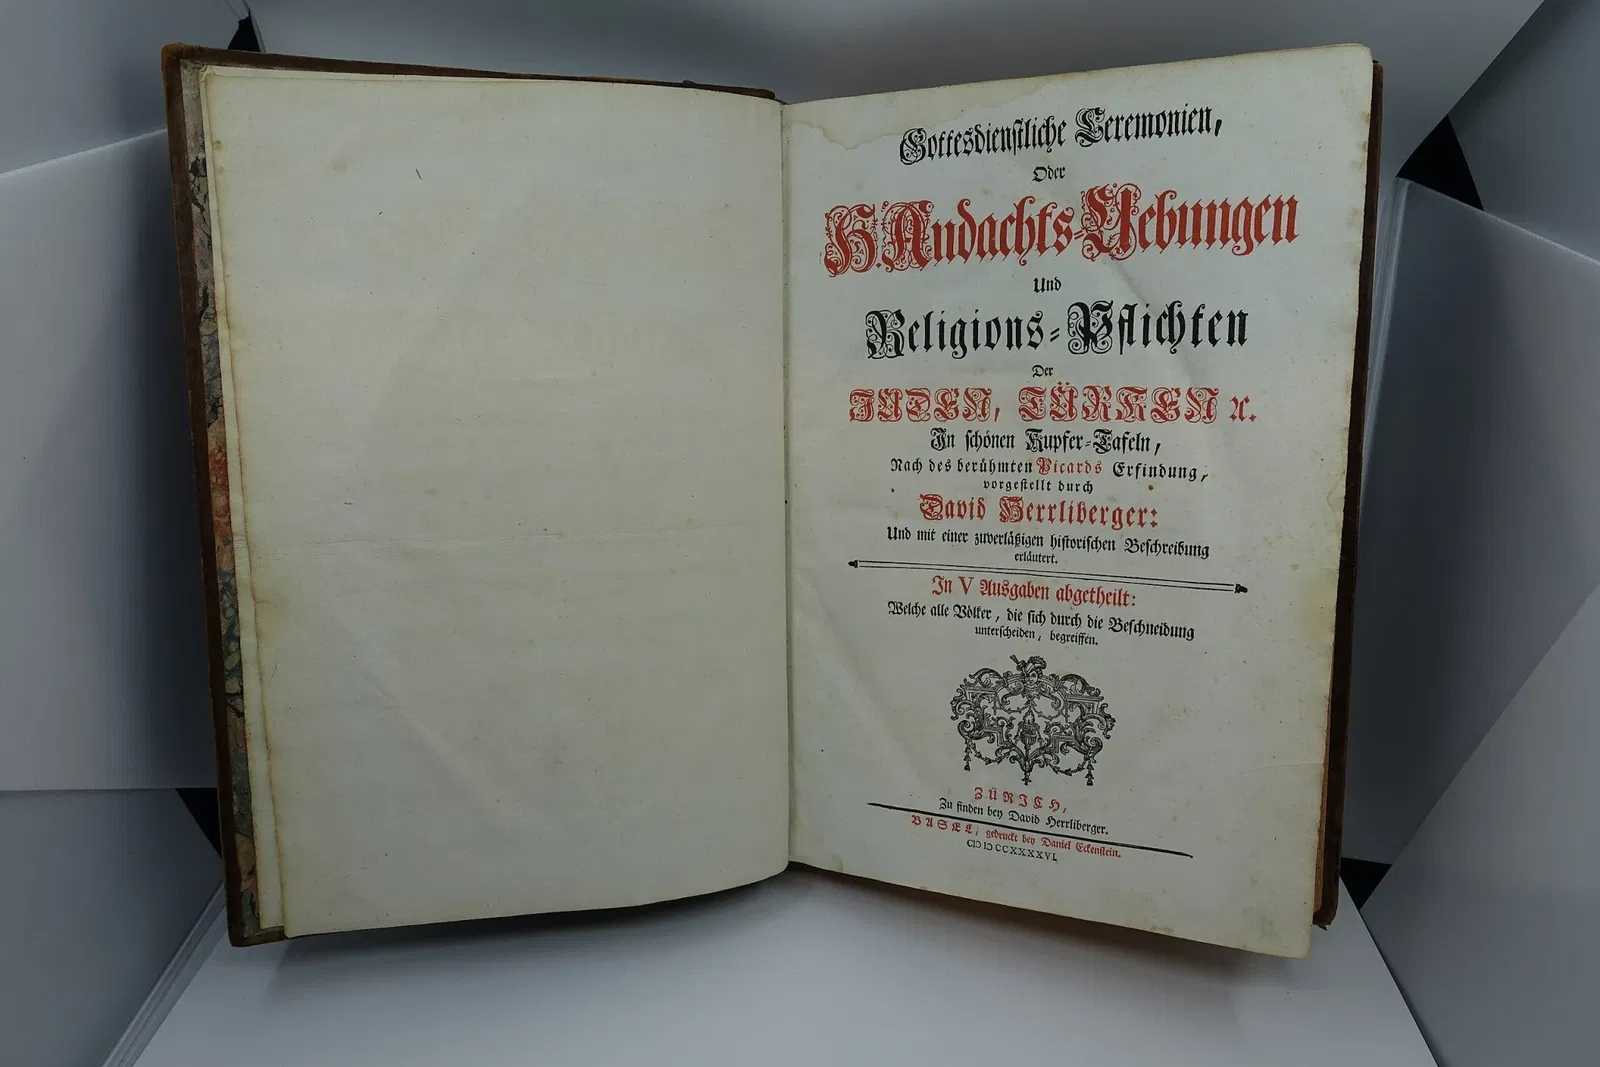 Gottesdienstliche Ceremonien,
Oder
H. Andachts-Uebungen
Und
Religions-Pflichten
Der
JUDEN, TÜRKEN ꝛc.
In schönen Kupfer-Tafeln,
Nach des berühmten Picards Erfindung,
vorgestellt durch
David Herrliberger:
Und mit einer zuverläßigen historischen Beschreibung
erläutert.
In V Ausgaben abgetheilt:
Welche alle Völker, die sich durch die Beschneidung
unterscheiden, begreiffen.
ZÜRJCH,
Zu finden bey David Herrliberger.
BASEL, gedruckt bey Daniel Eckenstein.
CIƆ IƆ CCXXXXVI.